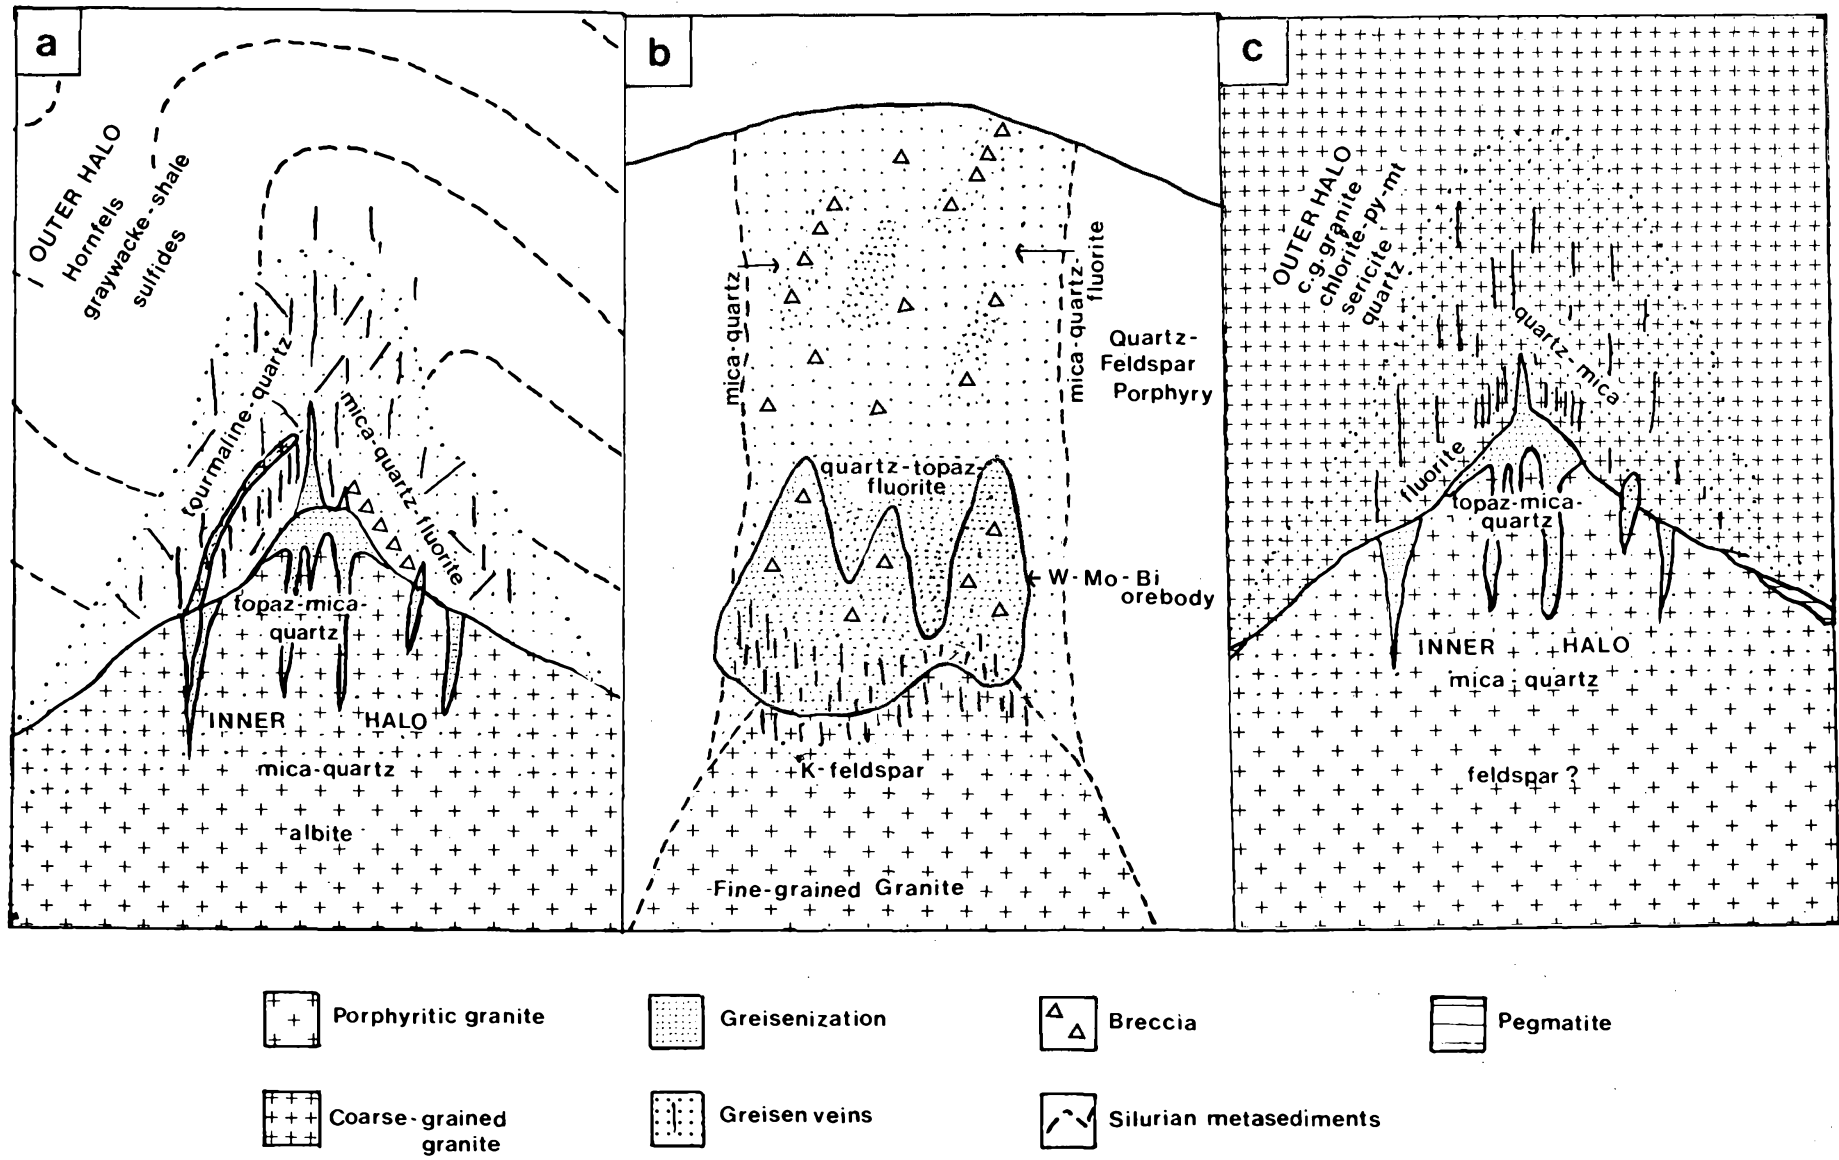 a
OUTER HALO
Hornfels
graywacke-shale
sulfides
tourmaline-quartz
mica-quartz-fluorite
topaz-mica-
quartz
INNER HALO
mica-quartz
albite
b
mica-quartz
mica-quartz
fluorite
Quartz-
Feldspar
Porphyry
quartz-topaz-
fluorite
W-Mo-Bi
orebody
K-feldspar
Fine-grained Granite
c
OUTER HALO
c.g. granite
chlorite-py-mt
sericite
quartz
quartz-mica
fluorite
topaz-mica-
quartz
INNER HALO
mica-quartz
feldspar ?
Porphyritic granite
Greisenization
Breccia
Pegmatite
Coarse-grained
granite
Greisen veins
Silurian metasediments